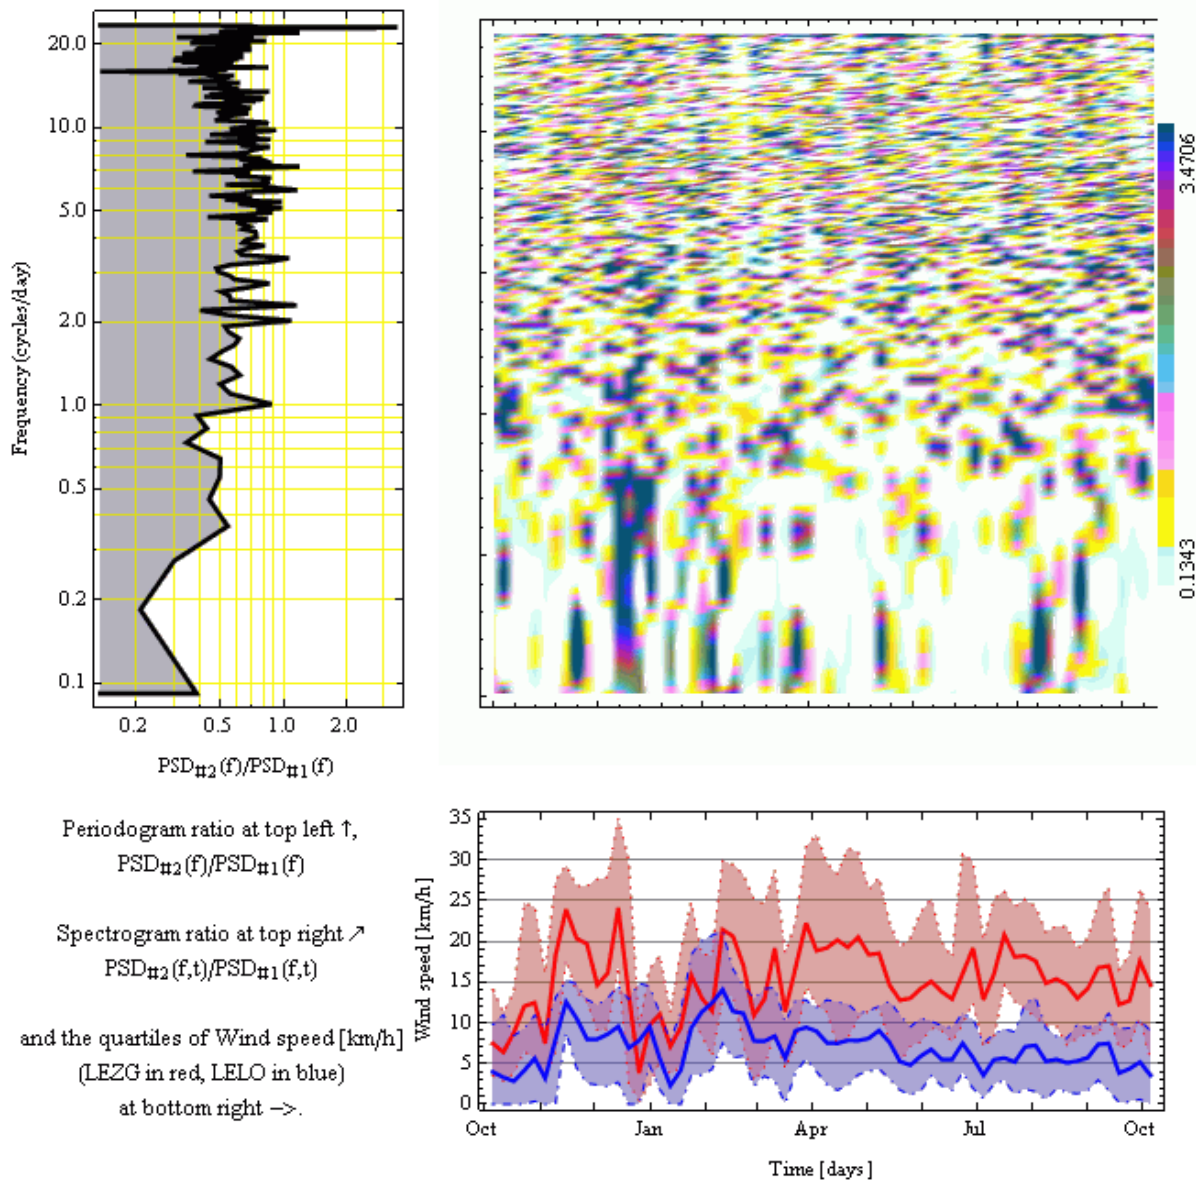 20.0
10.0
5.0
2.0
1.0
0.5
0.2
0.1
Frequency (cycles/day)
0.2 0.5 1.0 2.0
PSD#2(f)/PSD#1(f)
3.4706
0.1343
Periodogram ratio at top left ↑,
PSD#2(f)/PSD#1(f)
Spectrogram ratio at top right ↗
PSD#2(f,t)/PSD#1(f,t)
and the quartiles of Wind speed [km/h]
(LEZG in red, LELO in blue)
at bottom right −>.
Wind speed [km/h]
35
30
25
20
15
10
5
0
Oct Jan Apr Jul Oct
Time [days]